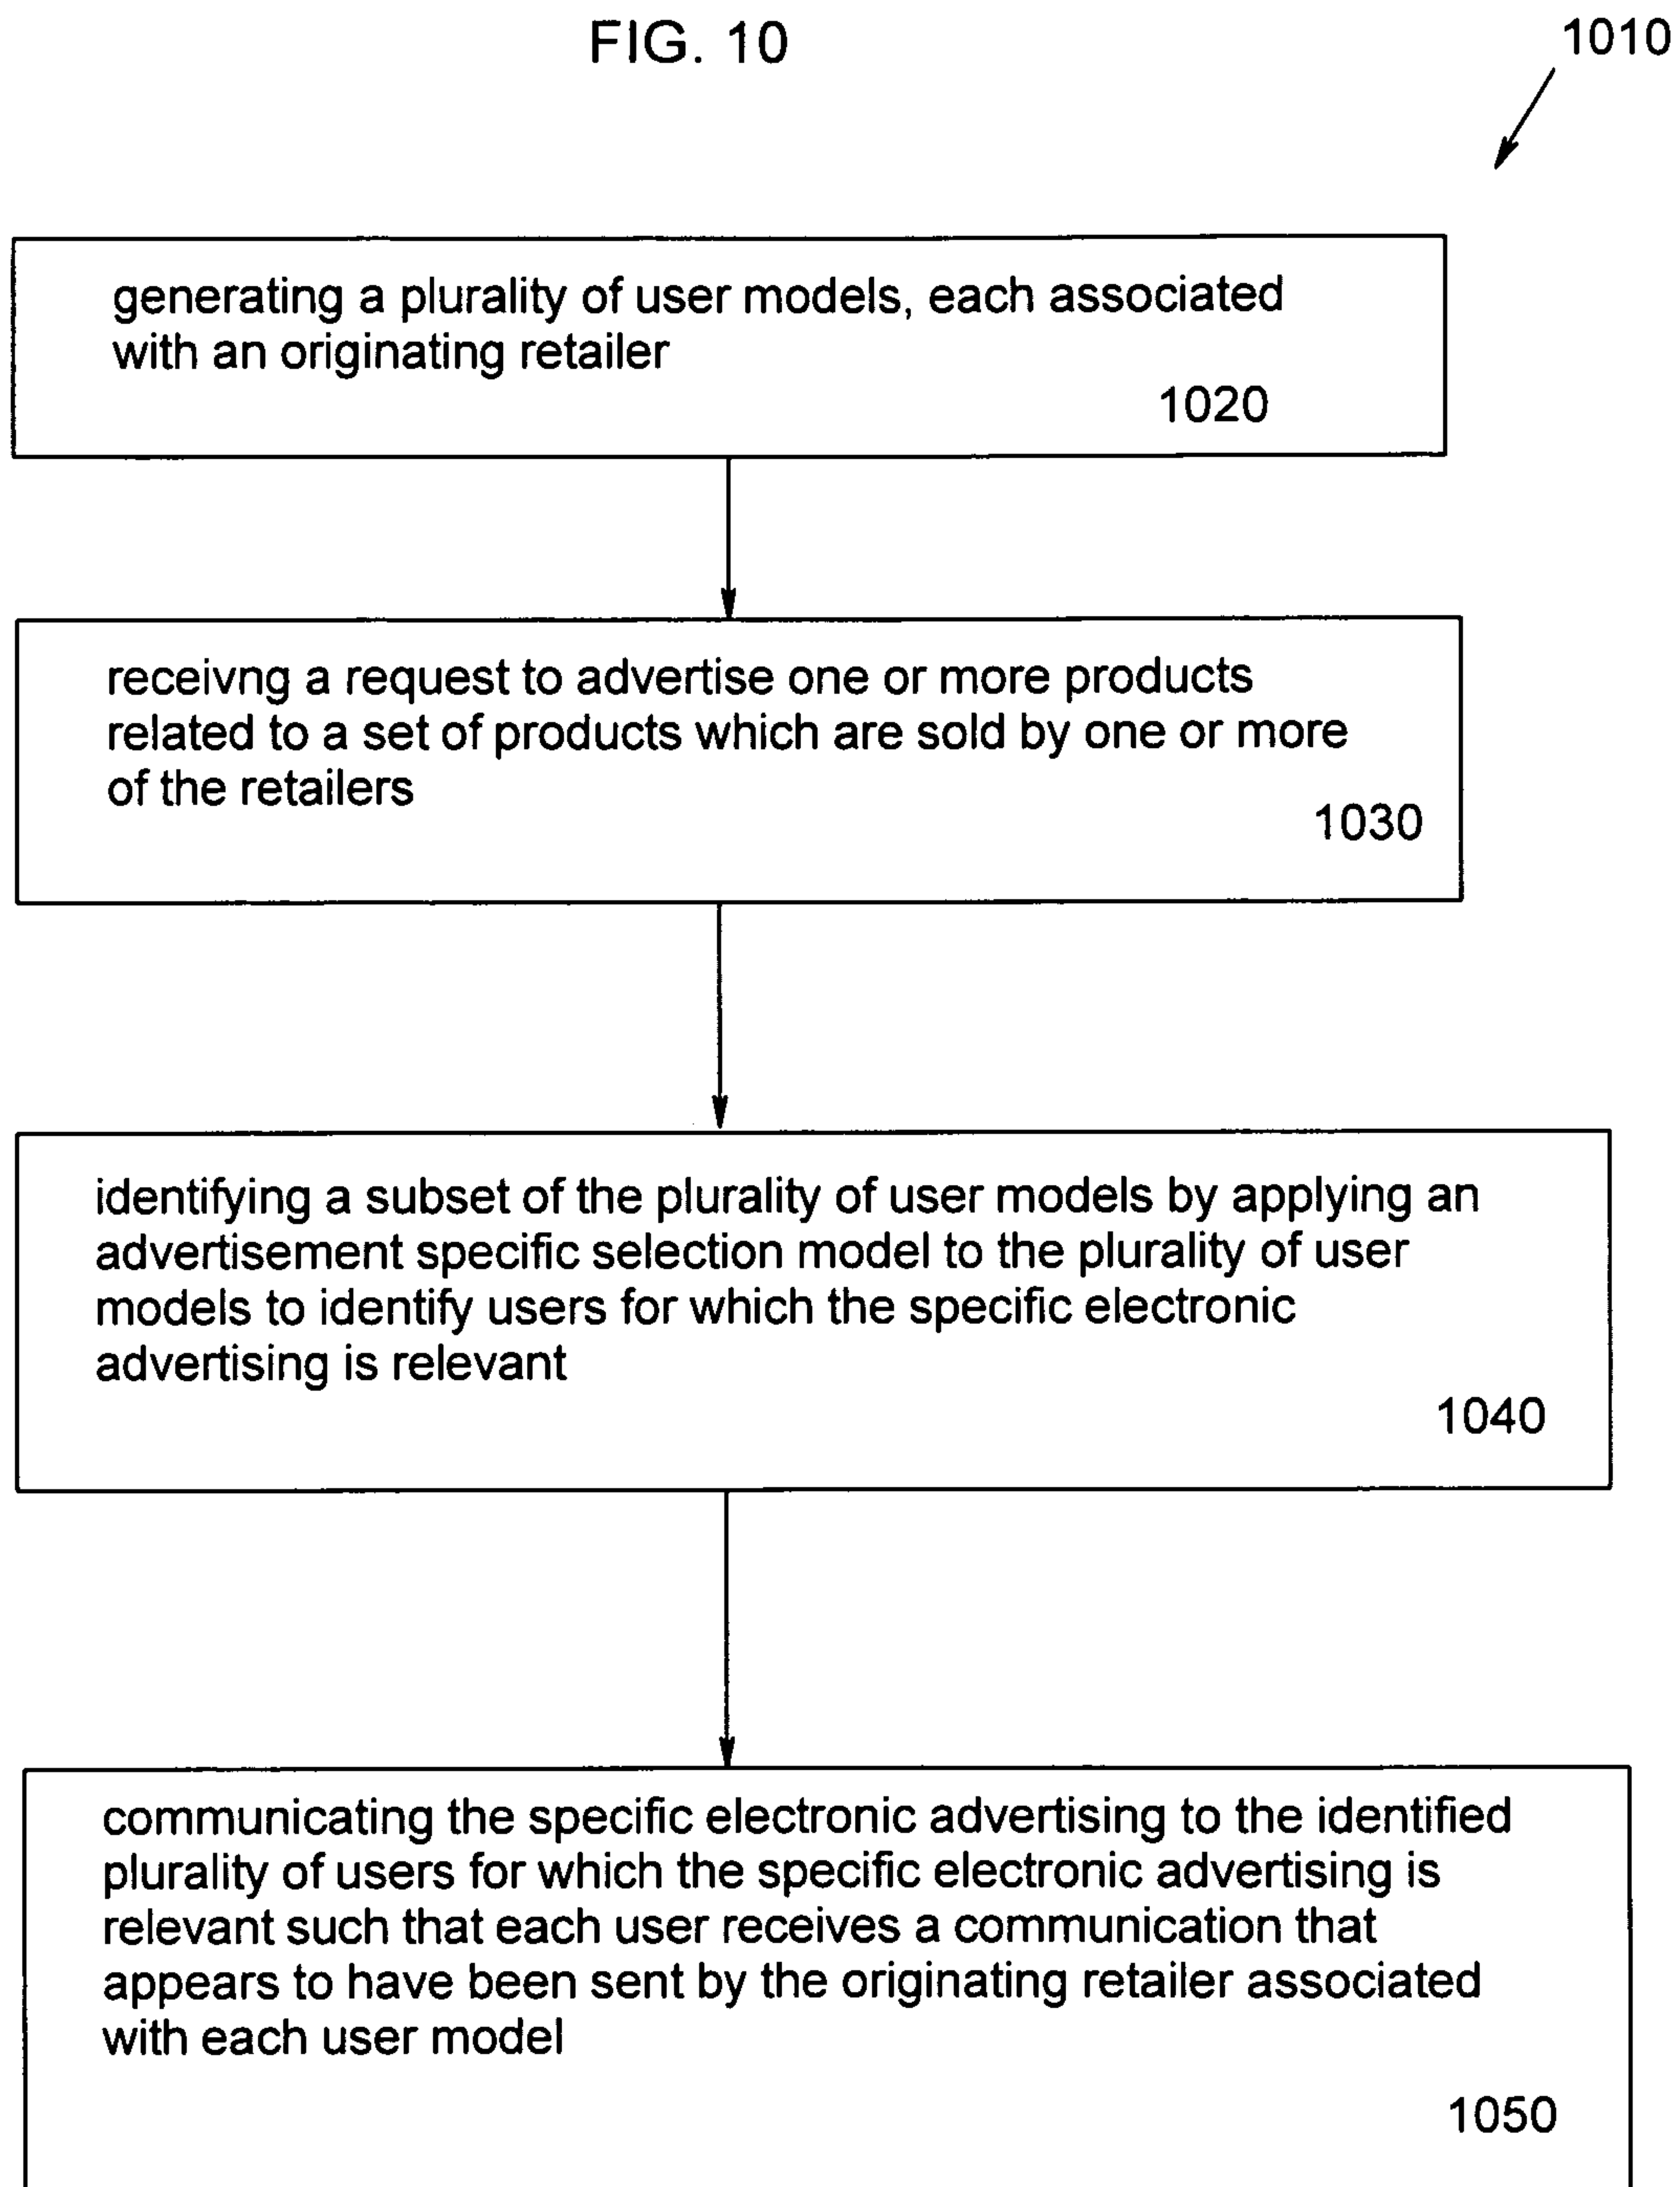 FIG. 10
1010
generating a plurality of user models, each associated
with an originating retailer
1020
receivng a request to advertise one or more products
related to a set of products which are sold by one or more
of the retailers
1030
identifying a subset of the plurality of user models by applying an
advertisement specific selection model to the plurality of user
models to identify users for which the specific electronic
advertising is relevant
1040
communicating the specific electronic advertising to the identified
plurality of users for which the specific electronic advertising is
relevant such that each user receives a communication that
appears to have been sent by the originating retailer associated
with each user model
1050